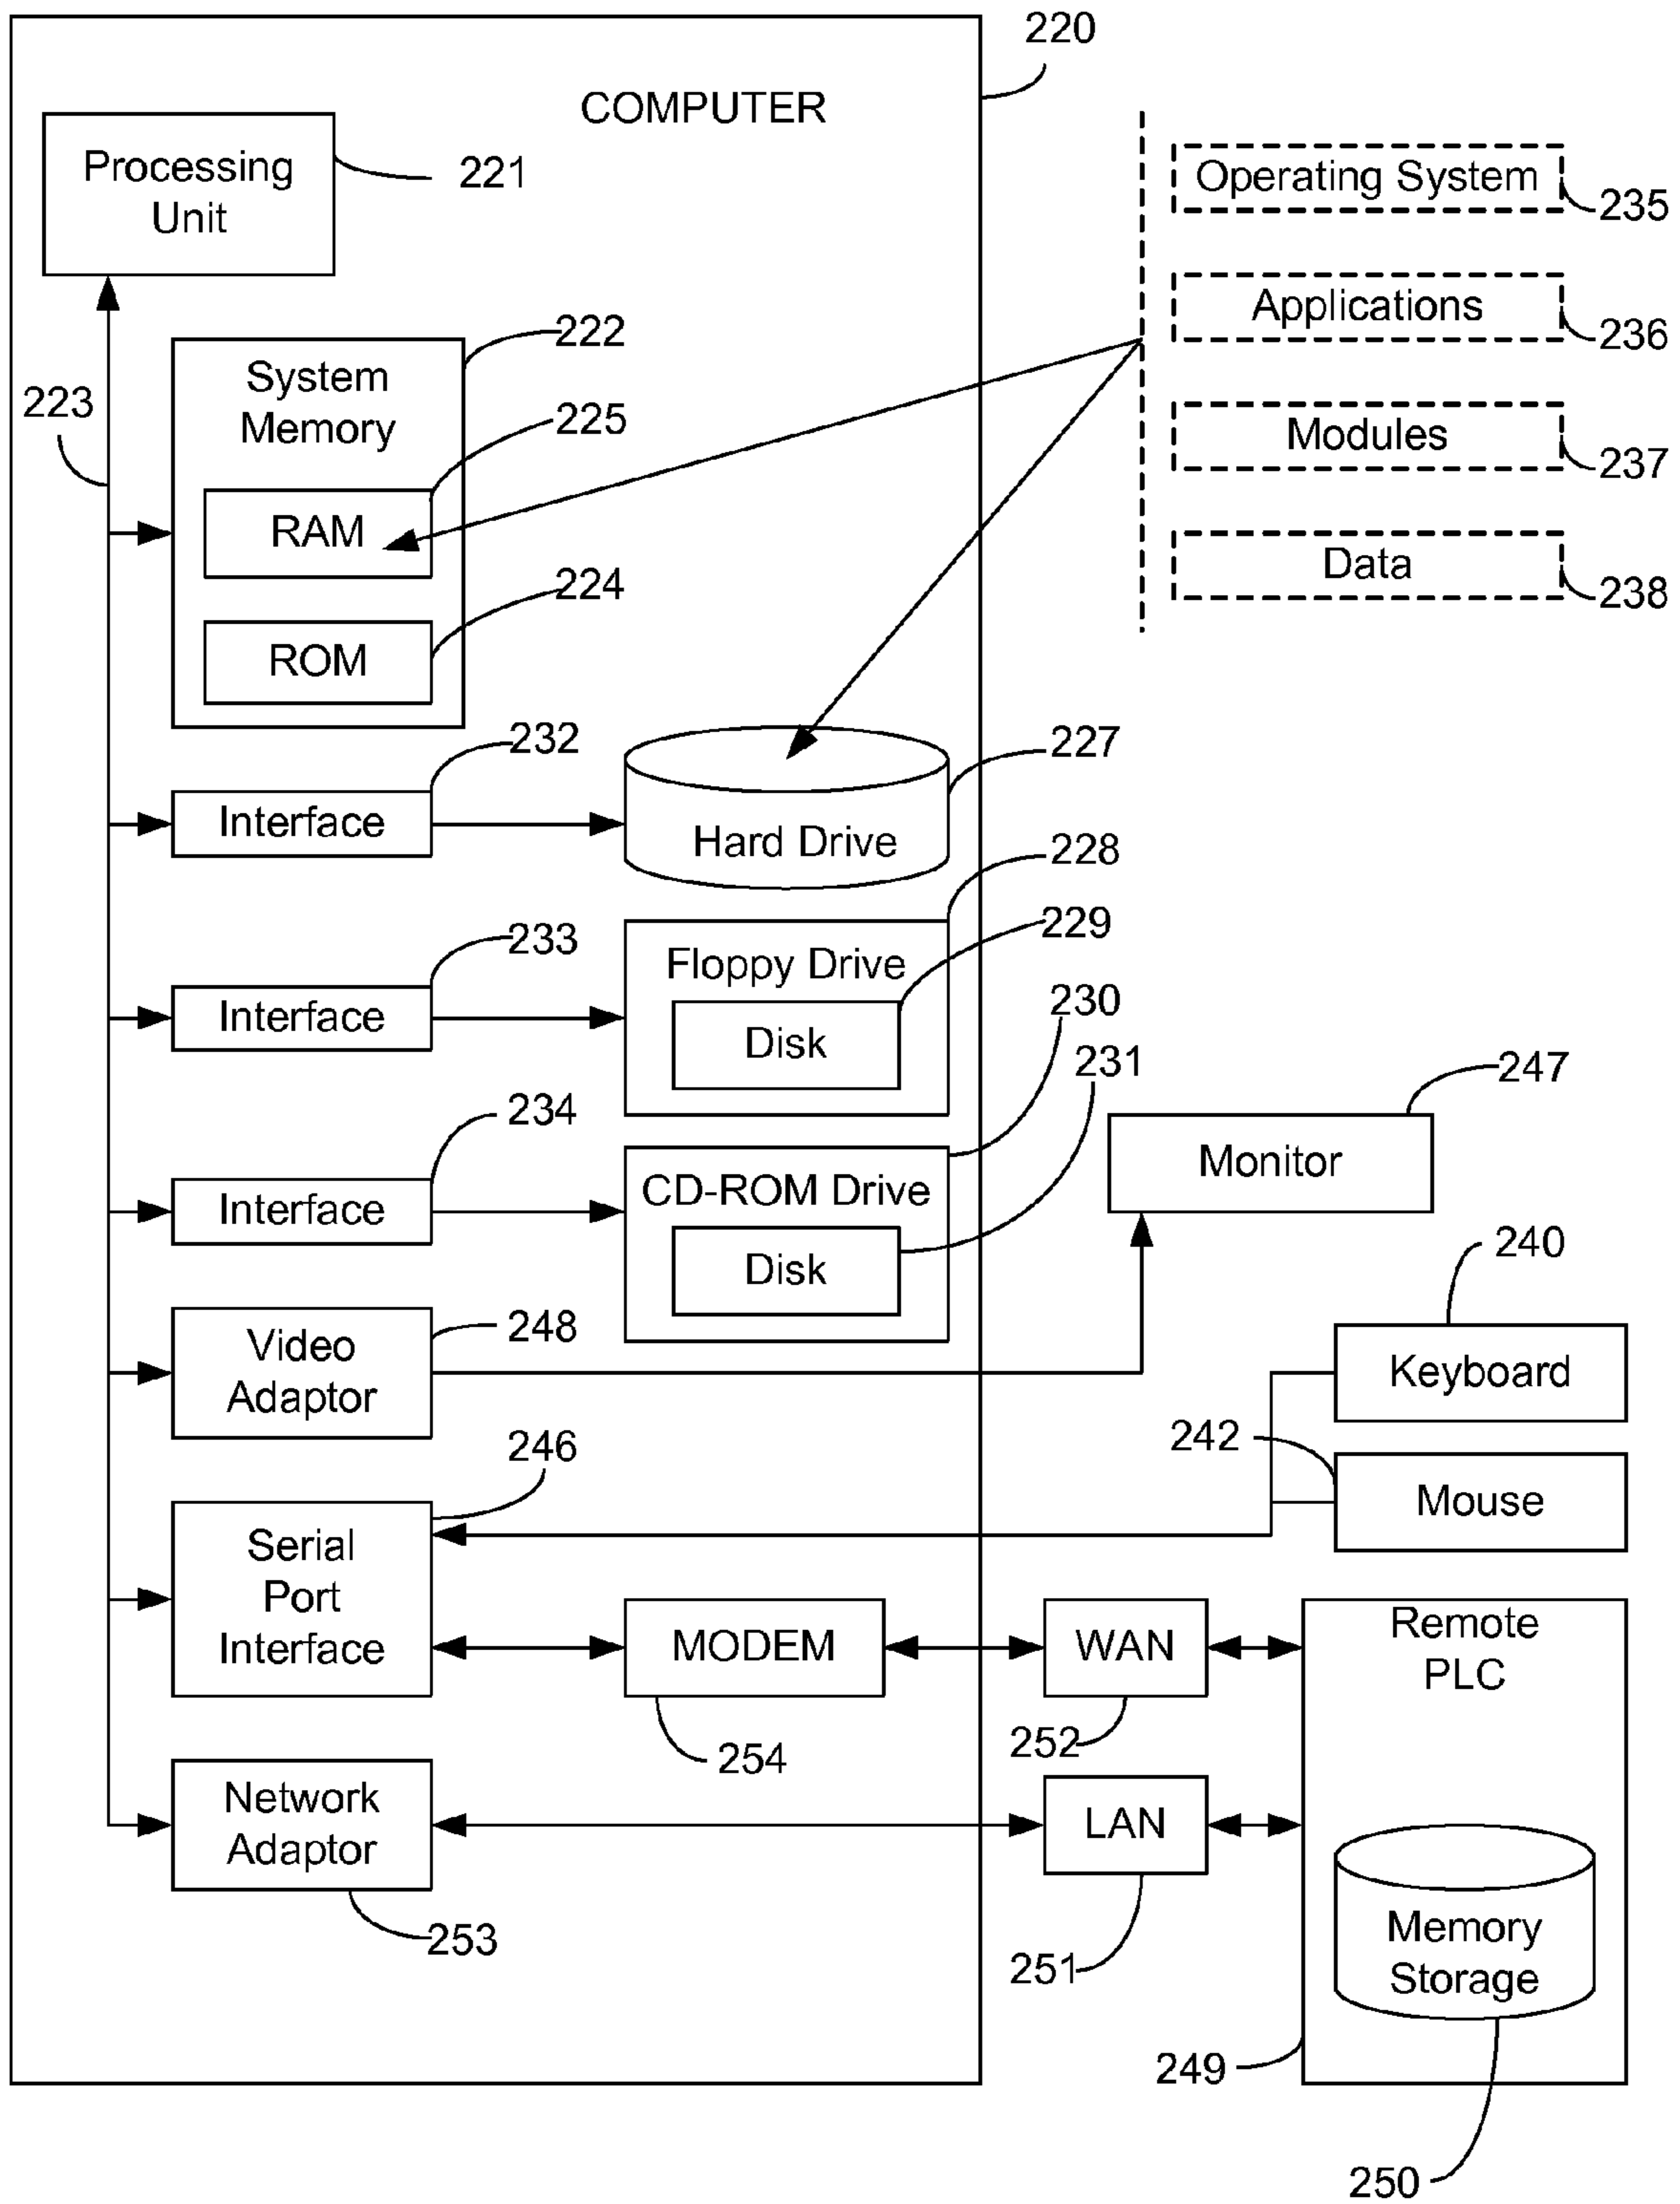 220
COMPUTER
Processing
Unit
221
Operating System
235
Applications
236
222
System
Memory
223
225
Modules
237
RAM
Data
238
224
ROM
232
227
Interface
Hard Drive
228
229
233
Floppy Drive
Interface
Disk
230
231
247
234
Monitor
CD-ROM Drive
Interface
Disk
240
248
Video
Adaptor
Keyboard
242
246
Mouse
Serial
Port
Interface
MODEM
WAN
Remote
PLC
254
252
Network
Adaptor
LAN
253
251
Memory
Storage
249
250